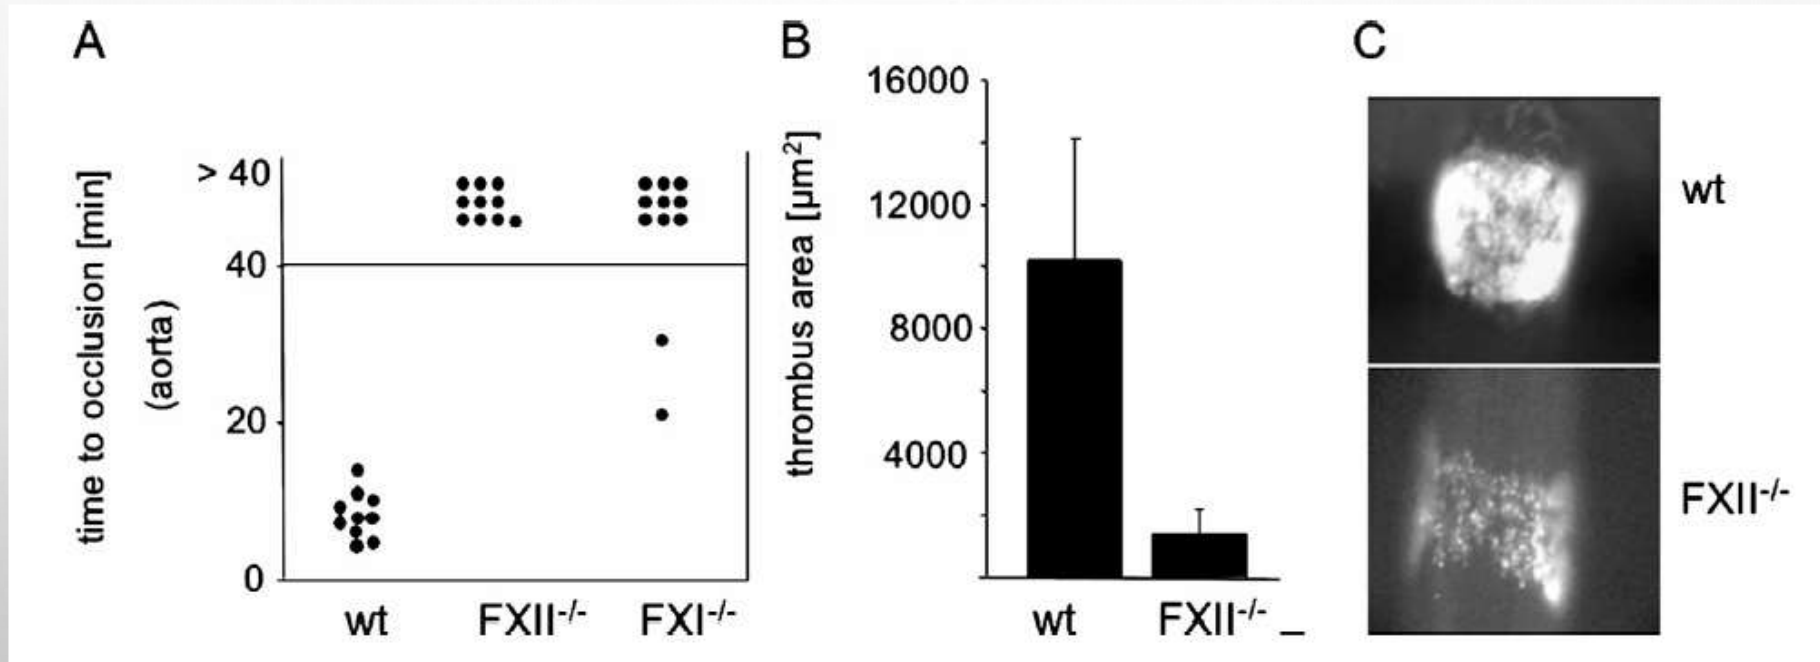 A
time to occlusion [min]
(aorta)
> 40
40
20
0
wt
FXII-/-
FXI-/-
B
thrombus area [µm²]
16000
12000
8000
4000
wt
FXII-/- _
C
wt
FXII-/-